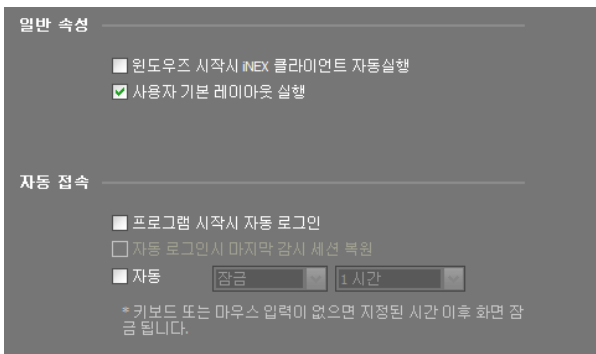 일반 속성
윈도우즈 시작시 iNEX 클라이언트 자동실행
사용자 기본 레이아웃 실행
자동 접속
프로그램 시작시 자동 로그인
자동 로그인시 마지막 감시 세션 복원
자동 잠금 1 시간
* 키보드 또는 마우스 입력이 없으면 지정된 시간 이후 화면 잠
금 됩니다.